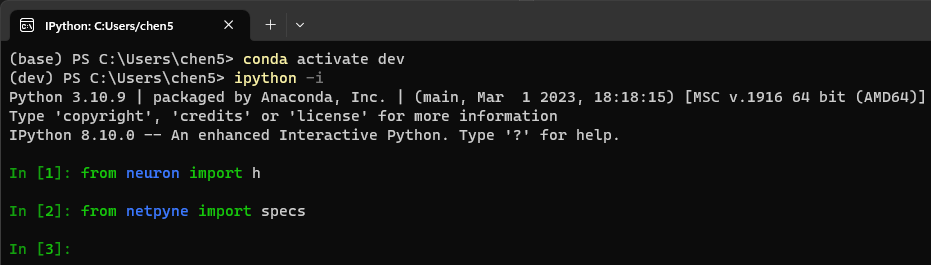 IPython: C:Users/chen5
(base) PS C:\Users\chen5> conda activate dev
(dev) PS C:\Users\chen5> ipython -i
Python 3.10.9 | packaged by Anaconda, Inc. | (main, Mar  1 2023, 18:18:15) [MSC v.1916 64 bit (AMD64)]
Type 'copyright', 'credits' or 'license' for more information
IPython 8.10.0 -- An enhanced Interactive Python. Type '?' for help.
In [1]: from neuron import h
In [2]: from netpyne import specs
In [3]: